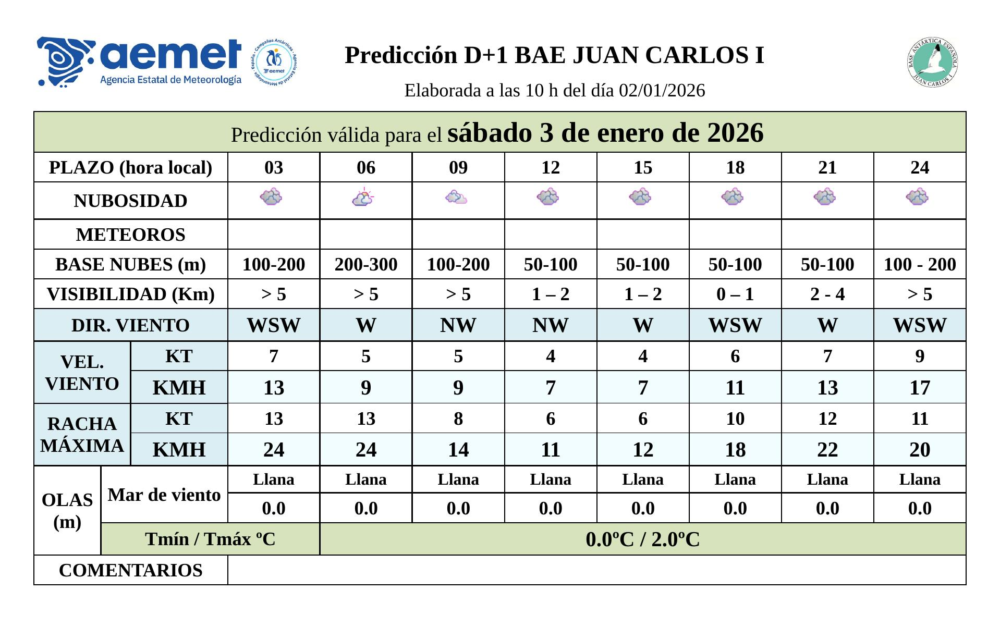 aemet
Agencia Estatal de Meteorología
Campañas Antárticas · Agencia Estatal de Meteorología · España ·
aemet
Predicción D+1 BAE JUAN CARLOS I
Elaborada a las 10 h del día 02/01/2026
BASE ANTÁRTICA ESPAÑOLA
JUAN CARLOS I
Predicción válida para el sábado 3 de enero de 2026
PLAZO (hora local) 03 06 09 12 15 18 21 24
NUBOSIDAD
METEOROS
BASE NUBES (m) 100-200 200-300 100-200 50-100 50-100 50-100 50-100 100 - 200
VISIBILIDAD (Km) > 5 > 5 > 5 1 – 2 1 – 2 0 – 1 2 - 4 > 5
DIR. VIENTO WSW W NW NW W WSW W WSW
VEL.
VIENTO
KT 7 5 5 4 4 6 7 9
KMH 13 9 9 7 7 11 13 17
RACHA
MÁXIMA
KT 13 13 8 6 6 10 12 11
KMH 24 24 14 11 12 18 22 20
OLAS
(m)
Mar de viento
Llana Llana Llana Llana Llana Llana Llana Llana
0.0 0.0 0.0 0.0 0.0 0.0 0.0 0.0
Tmín / Tmáx ºC 0.0ºC / 2.0ºC
COMENTARIOS